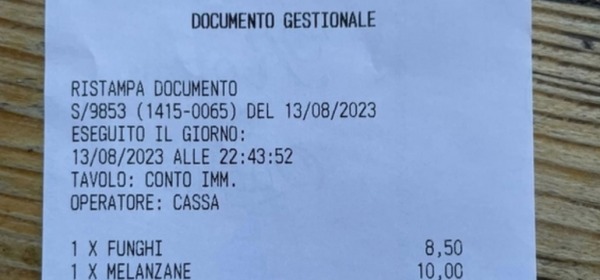 DOCUMENTO GESTIONALE
RISTAMPA DOCUMENTO
S/9853 (1415-0065) DEL 13/08/2023
ESEGUITO IL GIORNO:
13/08/2023 ALLE 22:43:52
TAVOLO: CONTO IMM.
OPERATORE: CASSA
1 X FUNGHI 8,50
1 X MELANZANE 10,00